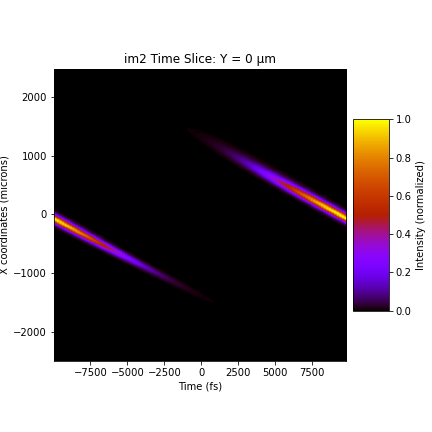 im2 Time Slice: Y = 0 µm
2000
1000
0
−1000
−2000
X coordinates (microns)
−7500 −5000 −2500 0 2500 5000 7500
Time (fs)
1.0
0.8
0.6
0.4
0.2
0.0
Intensity (normalized)